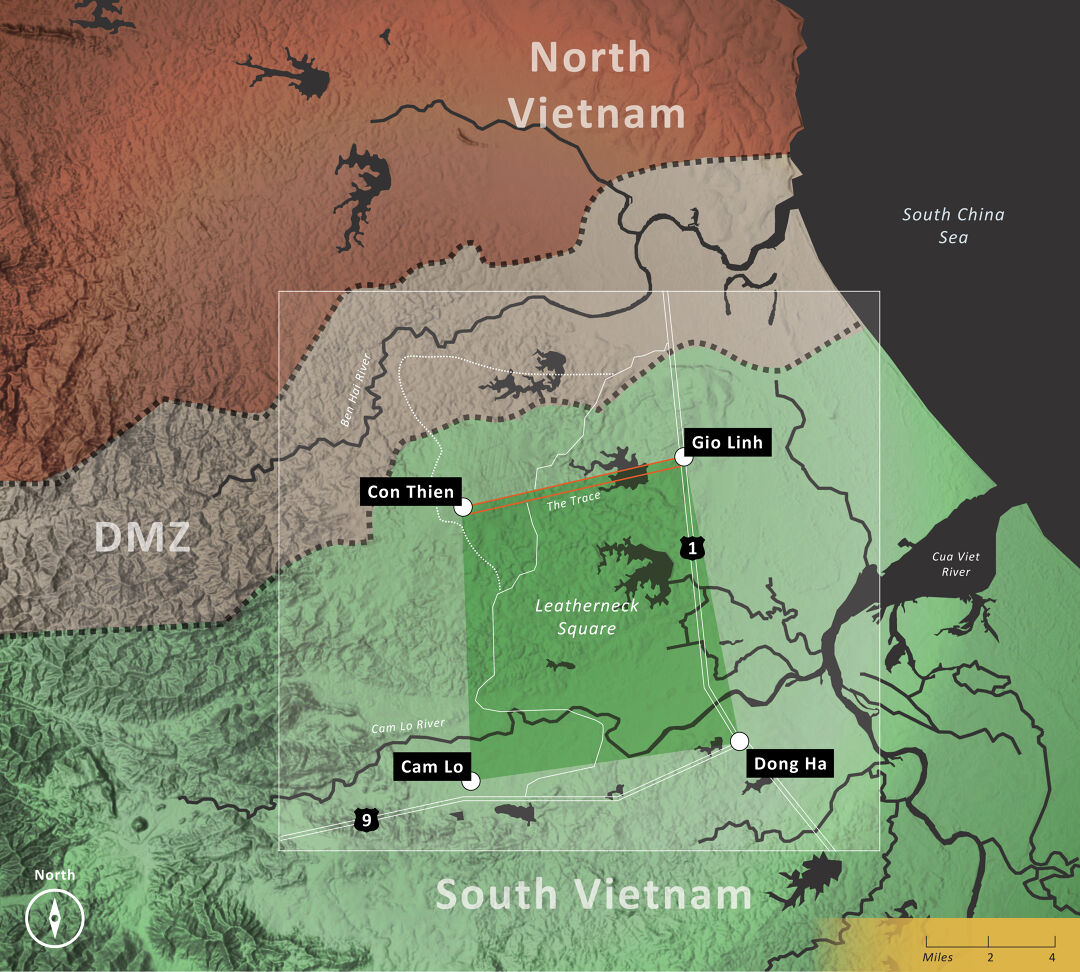 North
Vietnam
South China
Sea
Ben Hai River
Gio Linh
Con Thien
The Trace
DMZ
1
Cua Viet
River
Leatherneck
Square
Cam Lo River
Cam Lo
Dong Ha
9
North
South Vietnam
Miles 2 4